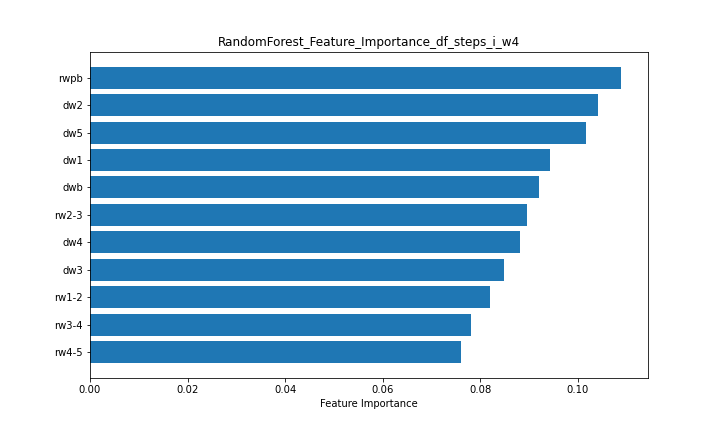 RandomForest_Feature_Importance_df_steps_i_w4
rwpb
dw2
dw5
dw1
dwb
rw2-3
dw4
dw3
rw1-2
rw3-4
rw4-5
0.00 0.02 0.04 0.06 0.08 0.10
Feature Importance